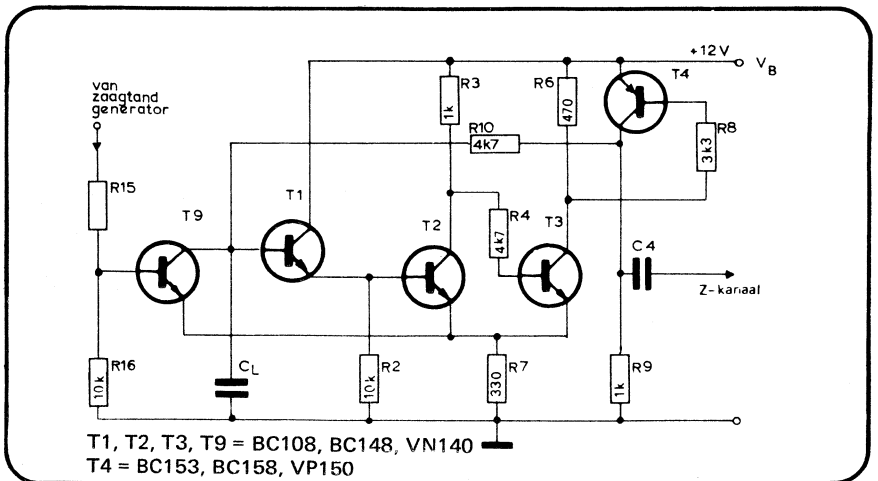 +12V
V B
T4
van
zaagtand
generator
R3
1k
R6
470
R10
4k7
R8
3k3
R15
T1
T9
R4
4k7
T2
T3
C4
Z-kanaal
R16
10k
CL
R2
10k
R7
330
R9
1k
T1, T2, T3, T9 = BC108, BC148, VN140
T4 = BC153, BC158, VP150